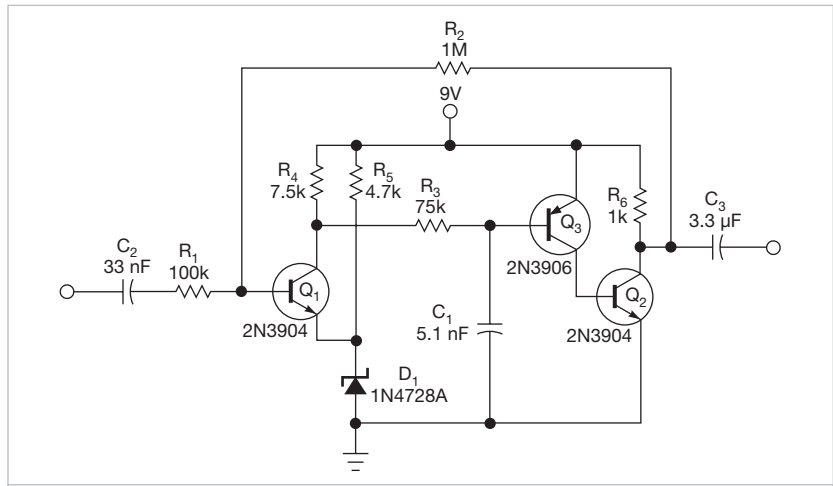 R2
1M
9V
R4
7.5k
R5
4.7k
R3
75k
R6
1k
C3
3.3 µF
C2
33 nF
R1
100k
Q1
2N3904
Q3
2N3906
Q2
2N3904
C1
5.1 nF
D1
1N4728A